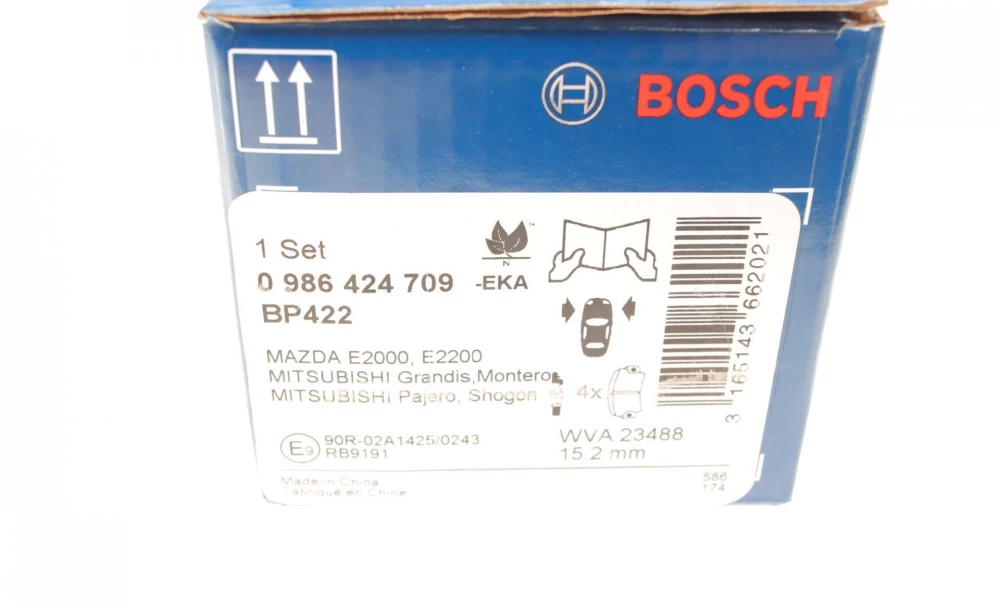 BOSCH
1 Set
0 986 424 709 -EKA
BP422
MAZDA E2000, E2200
MITSUBISHI Grandis,Montero
MITSUBISHI Pajero, Shogon
4x
E9
90R-02A1425/0243
RB9191
WVA 23488
15.2 mm
Made in China
Fabriqué en Chine
586
174
3 165143 662021
N